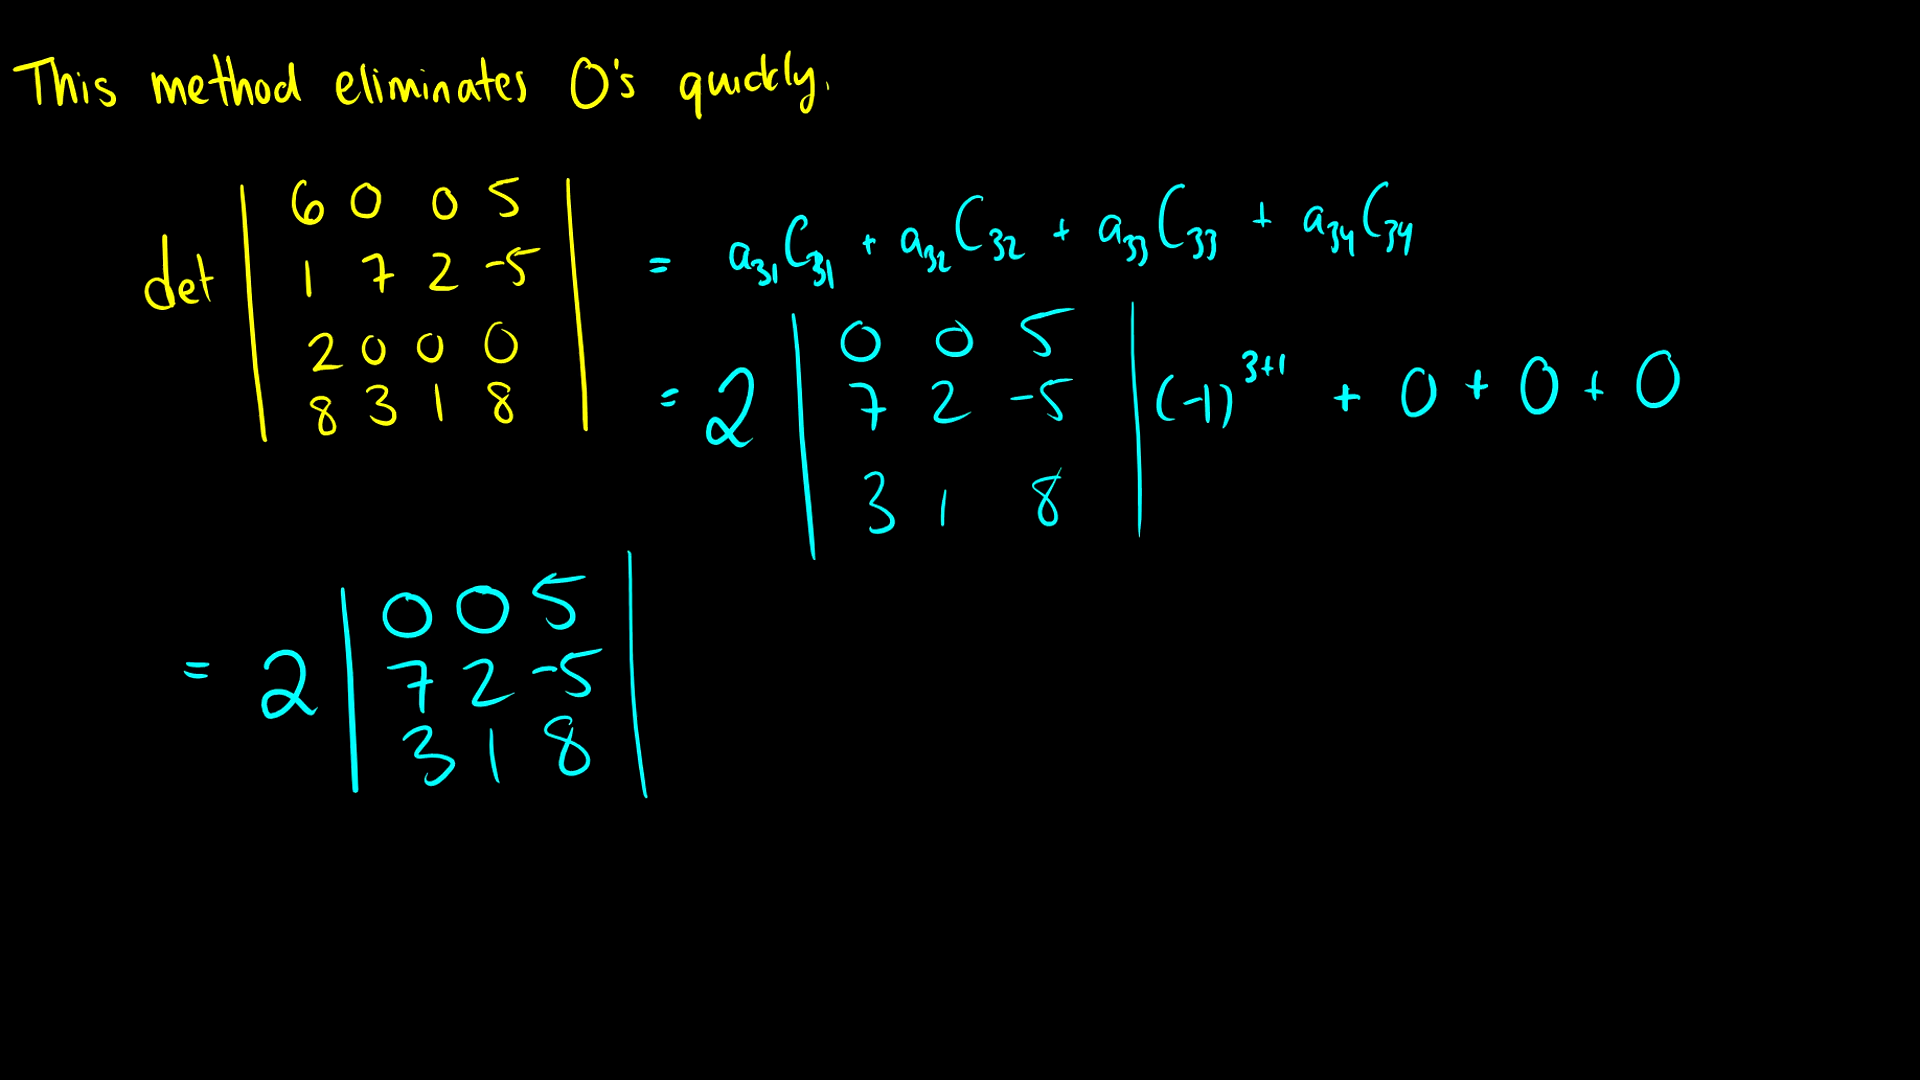 This method eliminates 0's quickly.
det | 6 0 0 5 |
| 1 7 2 -5 |
| 2 0 0 0 |
| 8 3 1 8 |
= a₃₁C₃₁ + a₃₂C₃₂ + a₃₃C₃₃ + a₃₄C₃₄
= 2 | 0 0 5 |
| 7 2 -5 | (-1)³⁺¹ + 0 + 0 + 0
| 3 1 8 |
= 2 | 0 0 5 |
| 7 2 -5 |
| 3 1 8 |